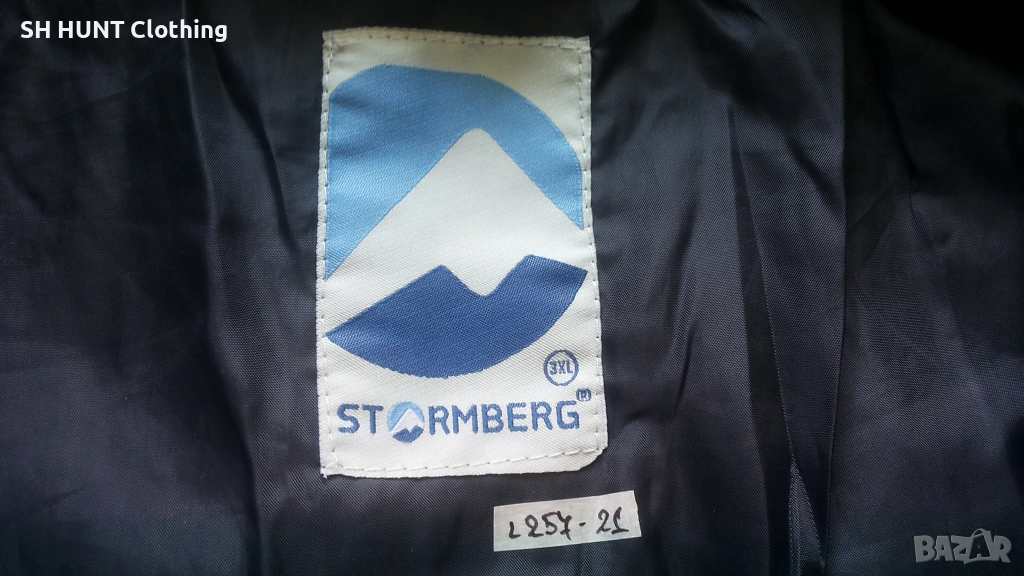 SH HUNT Clothing
3XL
STORMBERG®
L257-21
BAZAR